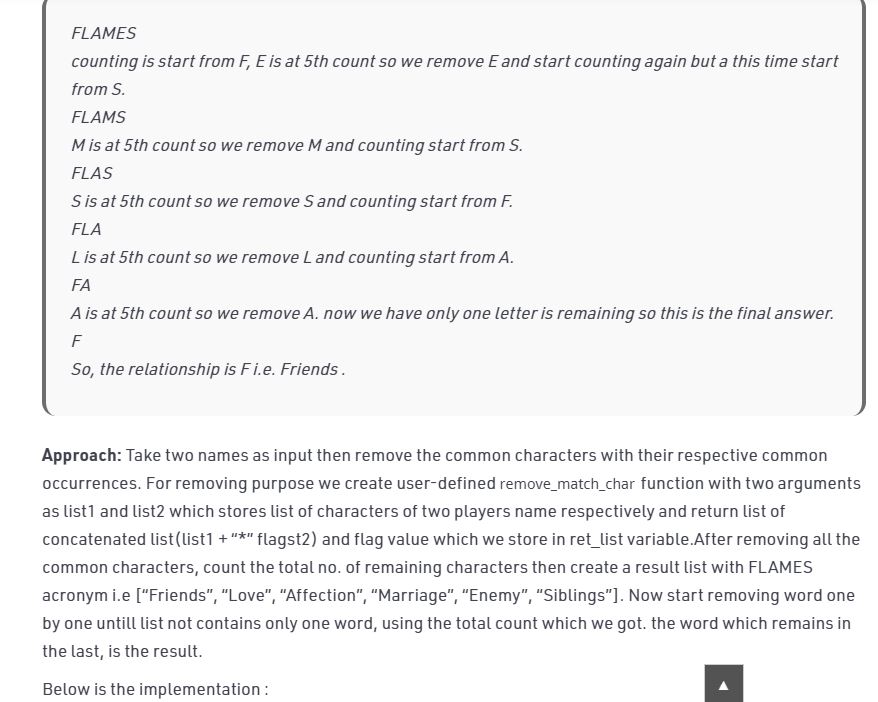 FLAMES
counting is start from F, E is at 5th count so we remove E and start counting again but a this time start
from S.
FLAMS
M is at 5th count so we remove M and counting start from S.
FLAS
S is at 5th count so we remove S and counting start from F.
FLA
L is at 5th count so we remove L and counting start from A.
FA
A is at 5th count so we remove A. now we have only one letter is remaining so this is the final answer.
F
So, the relationship is F i.e. Friends .
Approach: Take two names as input then remove the common characters with their respective common
occurrences. For removing purpose we create user-defined remove_match_char function with two arguments
as list1 and list2 which stores list of characters of two players name respectively and return list of
concatenated list(list1 + “*” flagst2) and flag value which we store in ret_list variable.After removing all the
common characters, count the total no. of remaining characters then create a result list with FLAMES
acronym i.e [“Friends”, “Love”, “Affection”, “Marriage”, “Enemy”, “Siblings”]. Now start removing word one
by one untill list not contains only one word, using the total count which we got. the word which remains in
the last, is the result.
Below is the implementation :